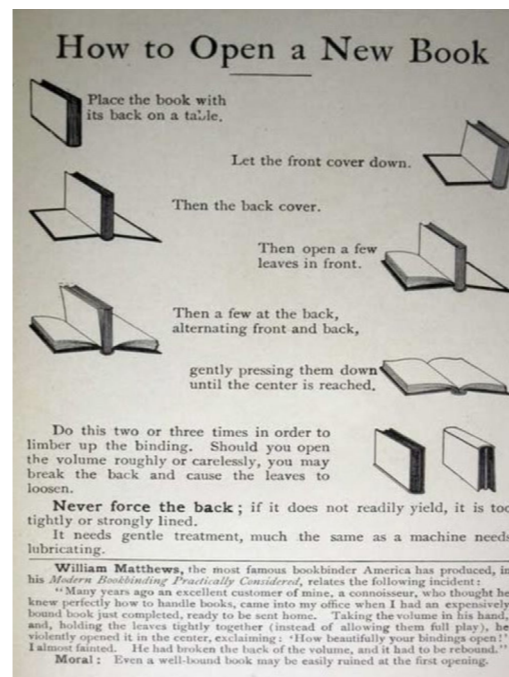 How to Open a New Book
Place the book with
its back on a table.
Let the front cover down.
Then the back cover.
Then open a few
leaves in front.
Then a few at the back,
alternating front and back,
gently pressing them down
until the center is reached.
Do this two or three times in order to
limber up the binding. Should you open
the volume roughly or carelessly, you may
break the back and cause the leaves to
loosen.
Never force the back; if it does not readily yield, it is too
tightly or strongly lined.
It needs gentle treatment, much the same as a machine needs
lubricating.
William Matthews, the most famous bookbinder America has produced, in
his Modern Bookbinding Practically Considered, relates the following incident:
"Many years ago an excellent customer of mine, a connoisseur, who thought he
knew perfectly how to handle books, came into my office when I had an expensively
bound book just completed, ready to be sent home. Taking the volume in his hand,
and, holding the leaves tightly together (instead of allowing them full play), he
violently opened it in the center, exclaiming: 'How beautifully your bindings open!'
I almost fainted. He had broken the back of the volume, and it had to be rebound."
Moral: Even a well-bound book may be easily ruined at the first opening.